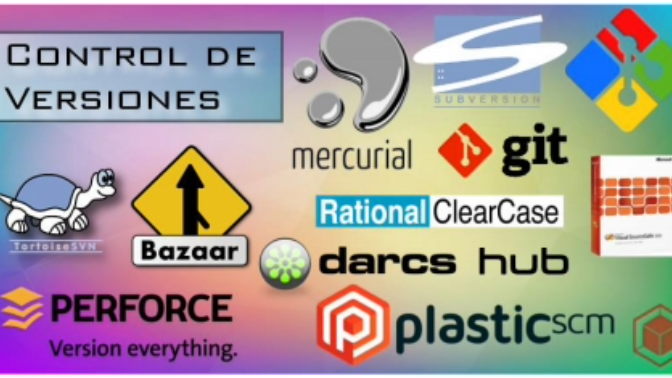 CONTROL DE
VERSIONES
mercurial
SUBVERSION
git
TortoiseSVN
Bazaar
Rational ClearCase
darcs hub
PERFORCE
Version everything.
plasticscm